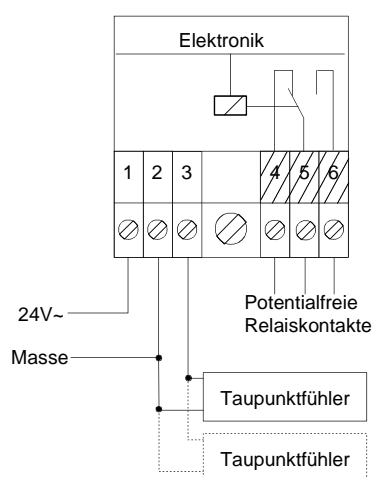 Elektronik
1 2 3 4 5 6
24V~
Potentialfreie
Relaiskontakte
Masse
Taupunktfühler
Taupunktfühler